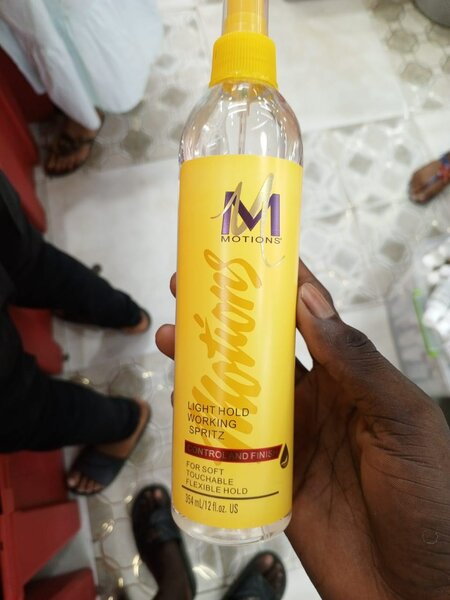 M
MOTIONS®
Motions
LIGHT HOLD
WORKING
SPRITZ
CONTROL AND FINISH
FOR SOFT
TOUCHABLE
FLEXIBLE HOLD
354 mL/12 fl.oz. US